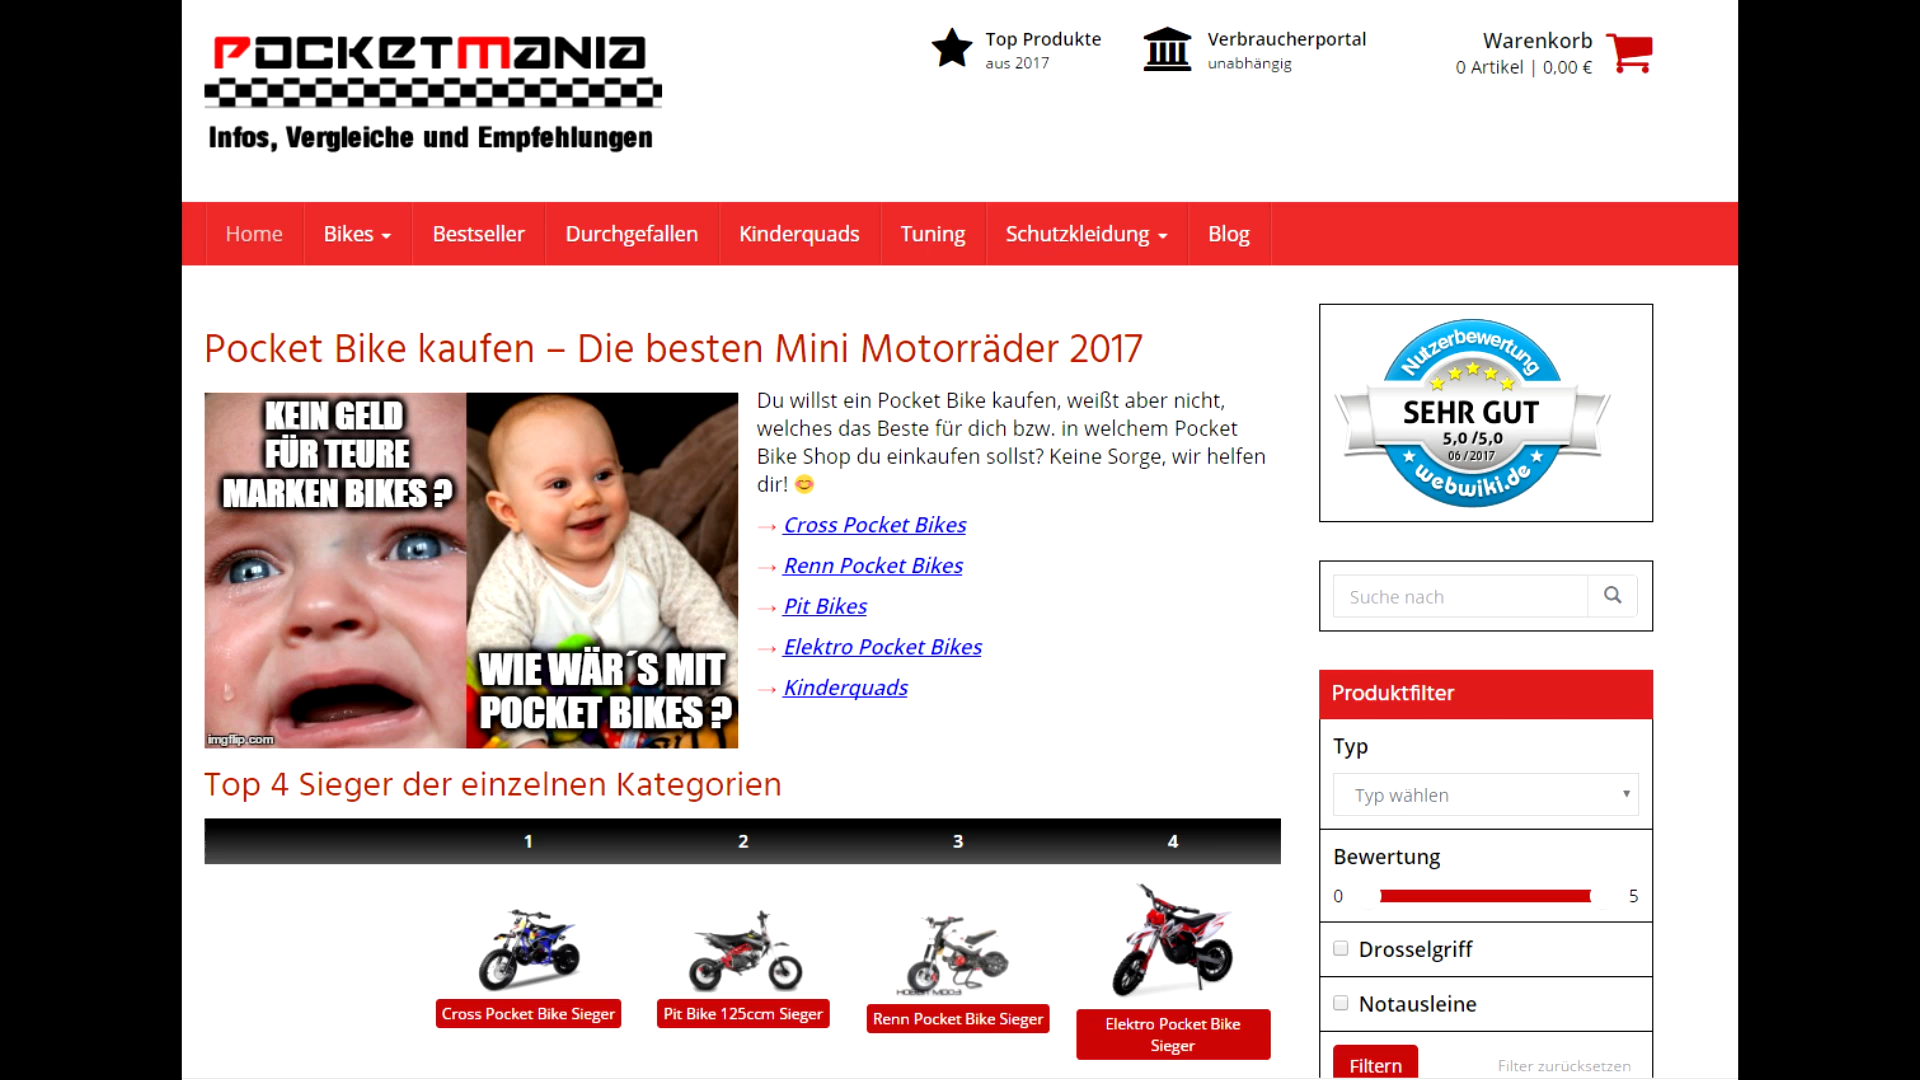 POCKETMANIA
Infos, Vergleiche und Empfehlungen
Top Produkte
aus 2017
Verbraucherportal
unabhängig
Warenkorb
0 Artikel | 0,00 €
Home
Bikes
Bestseller
Durchgefallen
Kinderquads
Tuning
Schutzkleidung
Blog
Pocket Bike kaufen – Die besten Mini Motorräder 2017
KEIN GELD
FÜR TEURE
MARKEN BIKES ?
WIE WÄR´S MIT
POCKET BIKES ?
imgflip.com
Du willst ein Pocket Bike kaufen, weißt aber nicht,
welches das Beste für dich bzw. in welchem Pocket
Bike Shop du einkaufen sollst? Keine Sorge, wir helfen
dir! 😊
→ Cross Pocket Bikes
→ Renn Pocket Bikes
→ Pit Bikes
→ Elektro Pocket Bikes
→ Kinderquads
Top 4 Sieger der einzelnen Kategorien
1 2 3 4
Cross Pocket Bike Sieger
Pit Bike 125ccm Sieger
Renn Pocket Bike Sieger
Elektro Pocket Bike
Sieger
Nutzerbewertung
SEHR GUT
5,0 /5,0
06 / 2017
webwiki.de
Suche nach
Produktfilter
Typ
Typ wählen
Bewertung
0 5
Drosselgriff
Notausleine
Filtern
Filter zurücksetzen